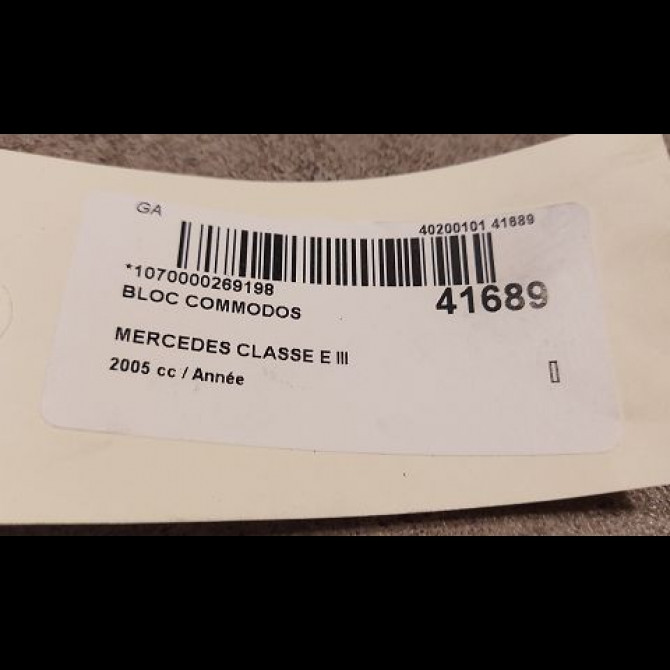 GA
40200101 41689
*1070000269198
41689
BLOC COMMODOS
MERCEDES CLASSE E III
2005 cc / Année